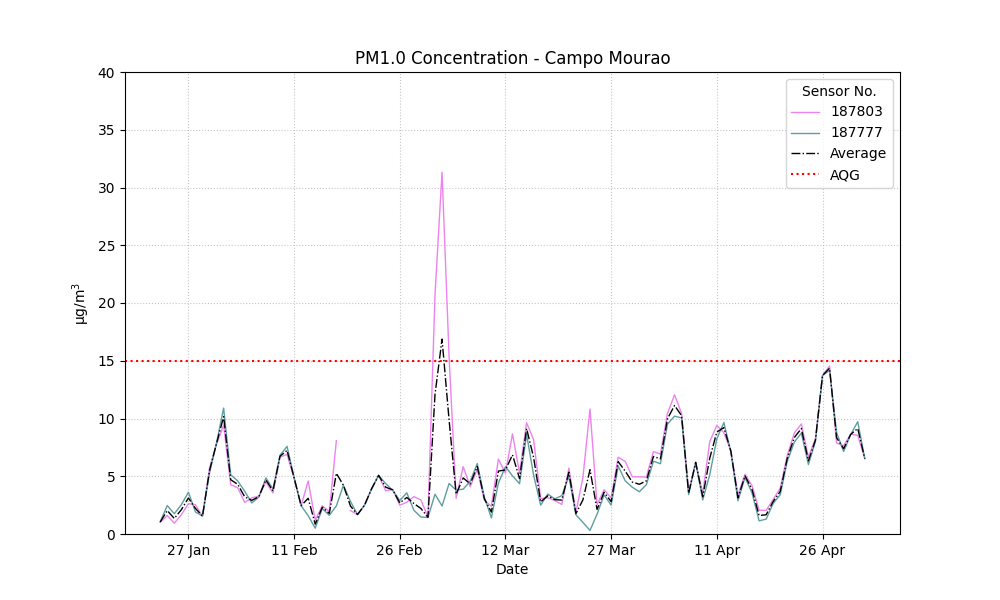 PM1.0 Concentration - Campo Mourao
Sensor No.
187803
187777
Average
AQG
40
35
30
25
20
15
10
5
0
µg/m³
27 Jan
11 Feb
26 Feb
12 Mar
27 Mar
11 Apr
26 Apr
Date